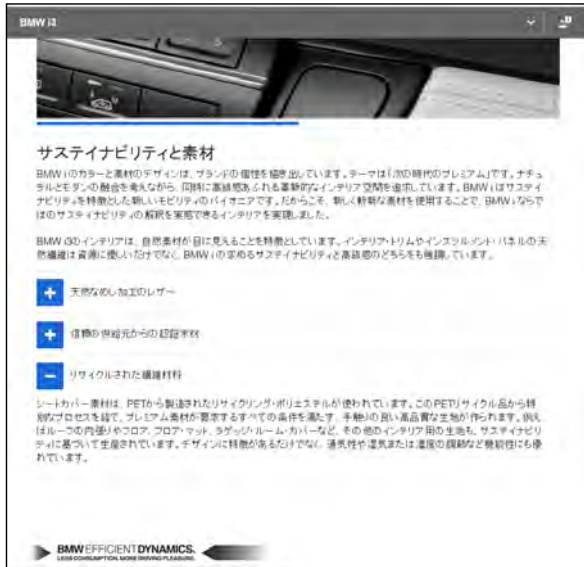 BMW i3
サステイナビリティと素材
BMW iのカラーと素材のデザインは、ブランドの個性を描き出しています。テーマは「次の時代のプレミアム」です。ナチュ
ラルとモダンの融合を考えながら、同時に高級感あふれる革新的なインテリア空間を追求しています。BMW iはサステイ
ナビリティを特徴とした新しいモビリティのパイオニアです。だからこそ、新しく斬新な素材を使用することで、BMW iならで
はのサステイナビリティの解釈を実感できるインテリアを実現しました。
BMW i3のインテリアは、自然素材が目に見えることを特徴としています。インテリア・トリムやインストルメント・パネルの天
然繊維は資源に優しいだけでなく、BMW iの求めるサステイナビリティと高級感のどちらをも強調しています。
天然なめし加工のレザー
信頼の供給元からの認証木材
リサイクルされた繊維材料
シートカバー素材は、PETから製造されたリサイクリング・ポリエステルが使われています。このPETリサイクル品から特
別なプロセスを経て、プレミアム素材が要求するすべての条件を満たす、手触りの良い高品質な生地が作られます。例え
ばルーフの内張りやフロア、フロア・マット、ラゲッジ・ルーム・カバーなど、その他のインテリア用の生地も、サステイナビリ
ティに基づいて生産されています。デザインに特徴があるだけでなく、通気性や湿気または温度の調節など機能性にも優
れています。
BMW EFFICIENTDYNAMICS.
LESS CONSUMPTION. MORE DRIVING PLEASURE.